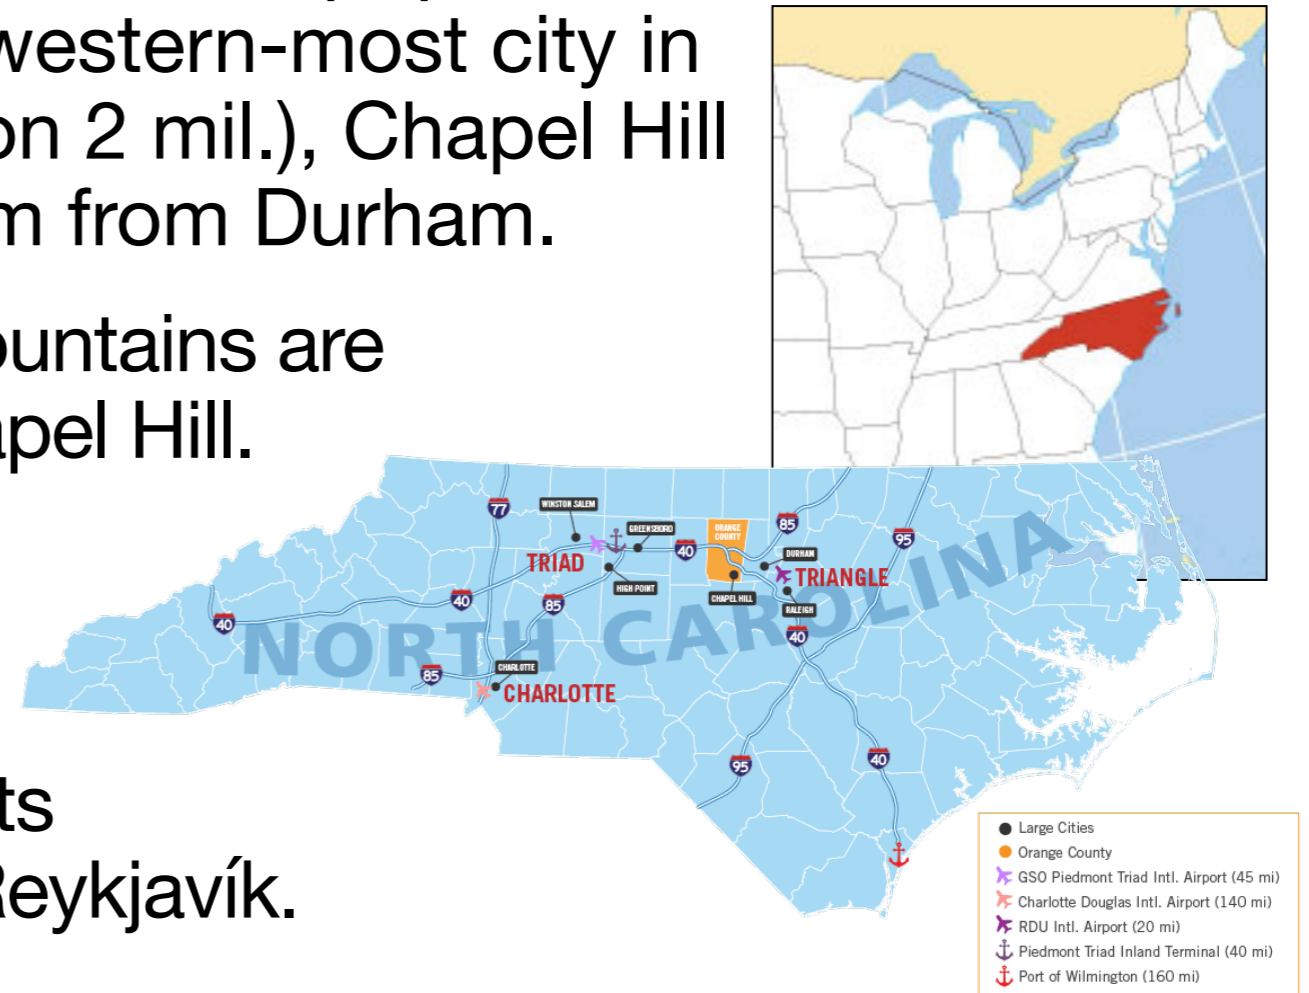 western-most city in
on 2 mil.), Chapel Hill
m from Durham.
ountains are
apel Hill.
ts
Reykjavík.
77
WINSTON SALEM
GREENSBORO
ORANGE
COUNTY
85
95
40
TRIAD
DURHAM
TRIANGLE
HIGH POINT
CHAPEL HILL
RALEIGH
40
85
40
40
NORTH CAROLINA
85
CHARLOTTE
CHARLOTTE
95
40
Large Cities
Orange County
GSO Piedmont Triad Intl. Airport (45 mi)
Charlotte Douglas Intl. Airport (140 mi)
RDU Intl. Airport (20 mi)
Piedmont Triad Inland Terminal (40 mi)
Port of Wilmington (160 mi)